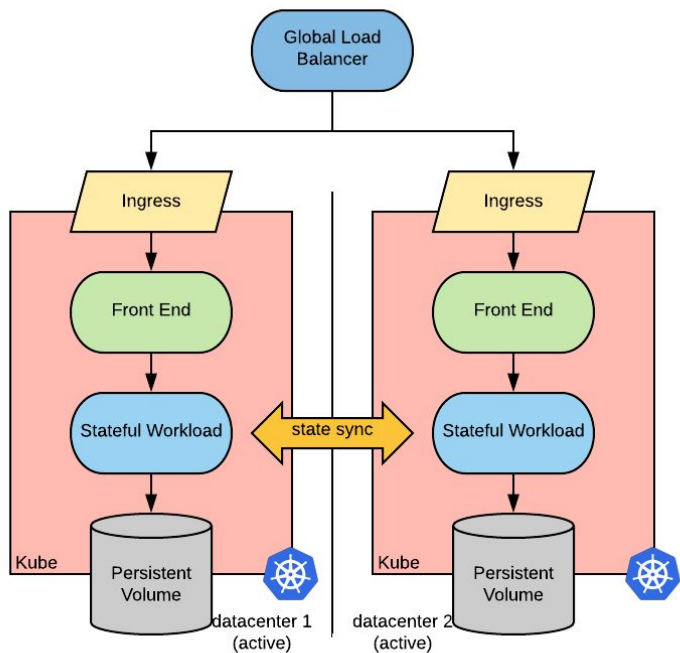 Global Load
Balancer
Ingress
Ingress
Front End
Front End
Stateful Workload
state sync
Stateful Workload
Kube
Persistent
Volume
Kube
Persistent
Volume
datacenter 1
(active)
datacenter 2
(active)